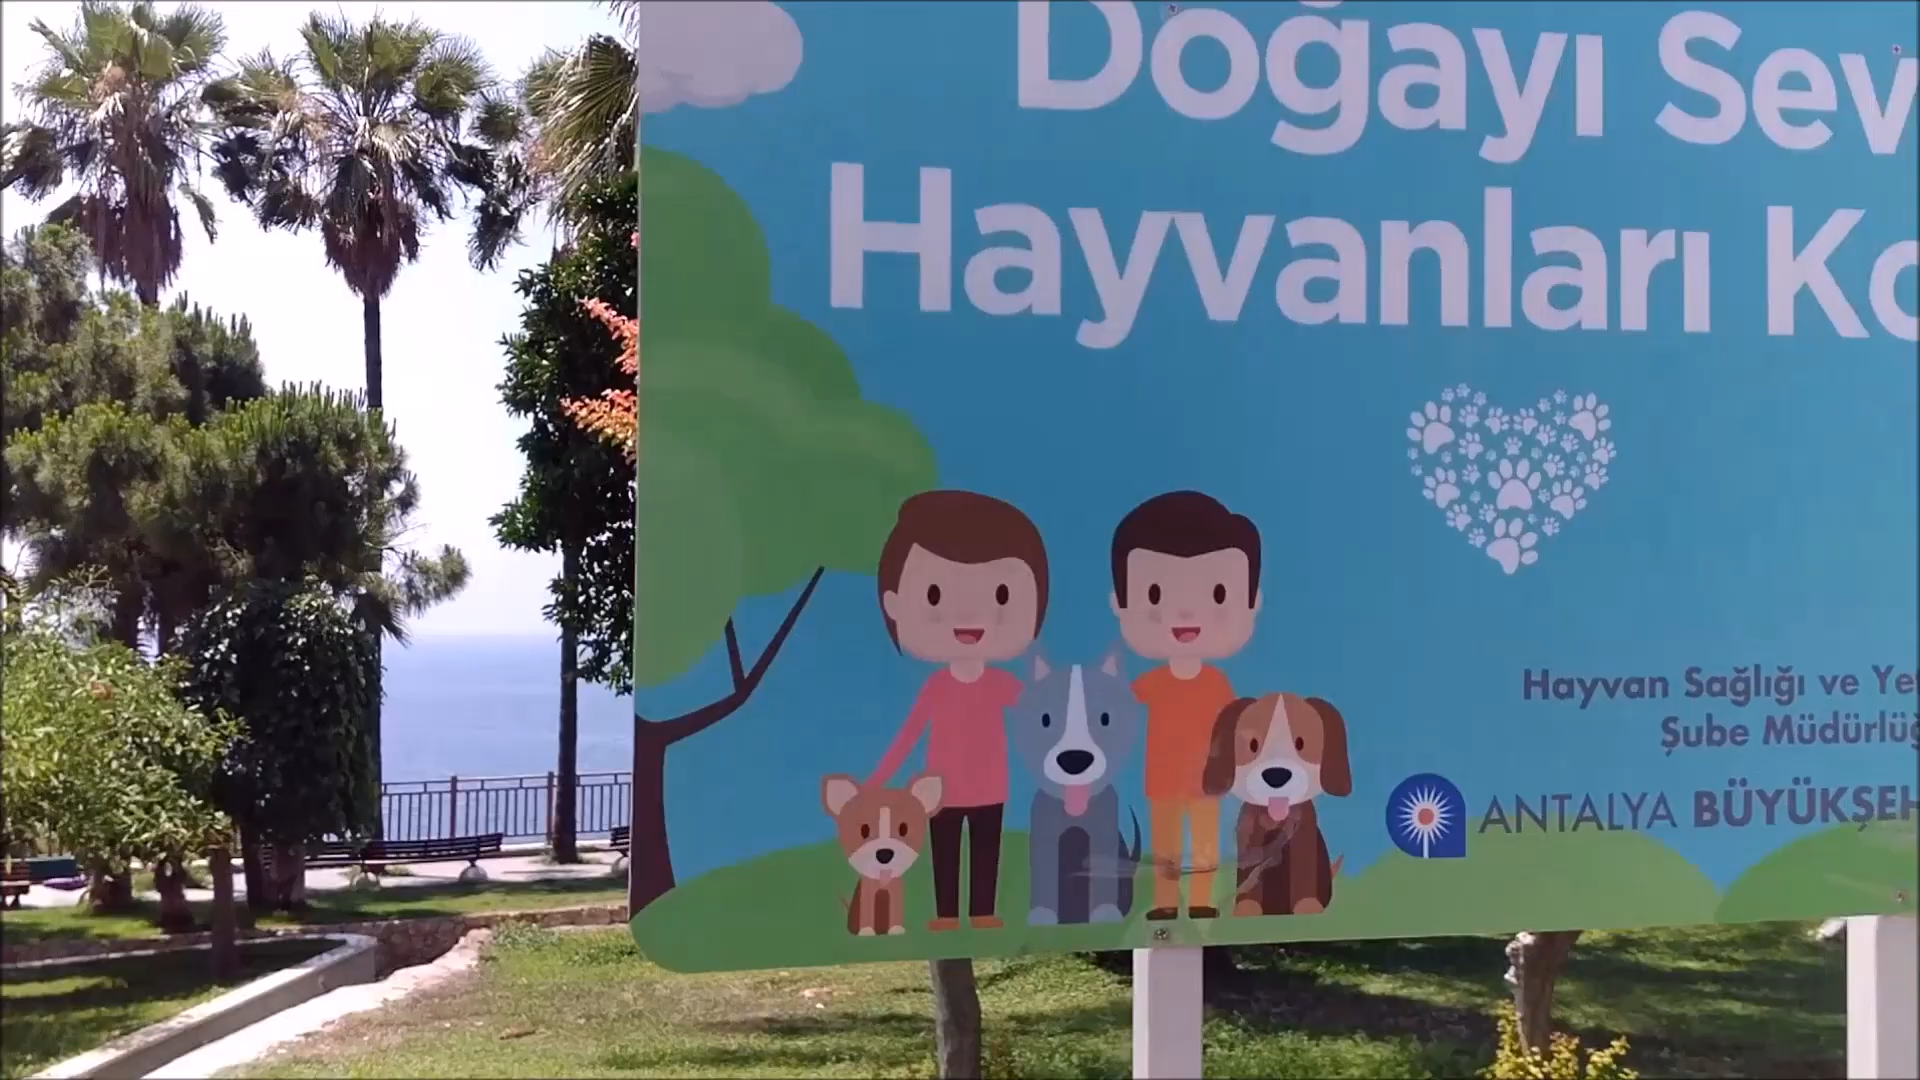 Doğayı Sev
Hayvanları Ko
Hayvan Sağlığı ve Ye
Şube Müdürlüğ
ANTALYA BÜYÜKŞEH